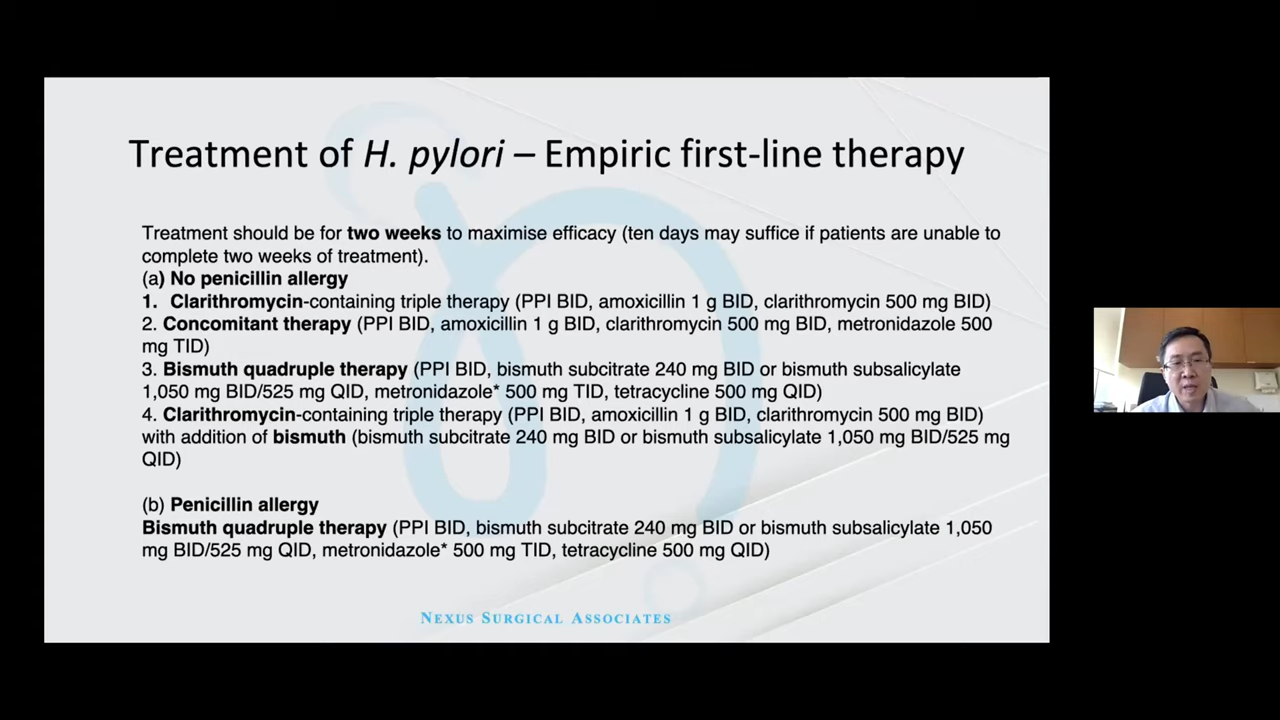 Treatment of H. pylori – Empiric first-line therapy
Treatment should be for two weeks to maximise efficacy (ten days may suffice if patients are unable to
complete two weeks of treatment).
(a) No penicillin allergy
1. Clarithromycin-containing triple therapy (PPI BID, amoxicillin 1 g BID, clarithromycin 500 mg BID)
2. Concomitant therapy (PPI BID, amoxicillin 1 g BID, clarithromycin 500 mg BID, metronidazole 500
mg TID)
3. Bismuth quadruple therapy (PPI BID, bismuth subcitrate 240 mg BID or bismuth subsalicylate
1,050 mg BID/525 mg QID, metronidazole* 500 mg TID, tetracycline 500 mg QID)
4. Clarithromycin-containing triple therapy (PPI BID, amoxicillin 1 g BID, clarithromycin 500 mg BID)
with addition of bismuth (bismuth subcitrate 240 mg BID or bismuth subsalicylate 1,050 mg BID/525 mg
QID)
(b) Penicillin allergy
Bismuth quadruple therapy (PPI BID, bismuth subcitrate 240 mg BID or bismuth subsalicylate 1,050
mg BID/525 mg QID, metronidazole* 500 mg TID, tetracycline 500 mg QID)
NEXUS SURGICAL ASSOCIATES